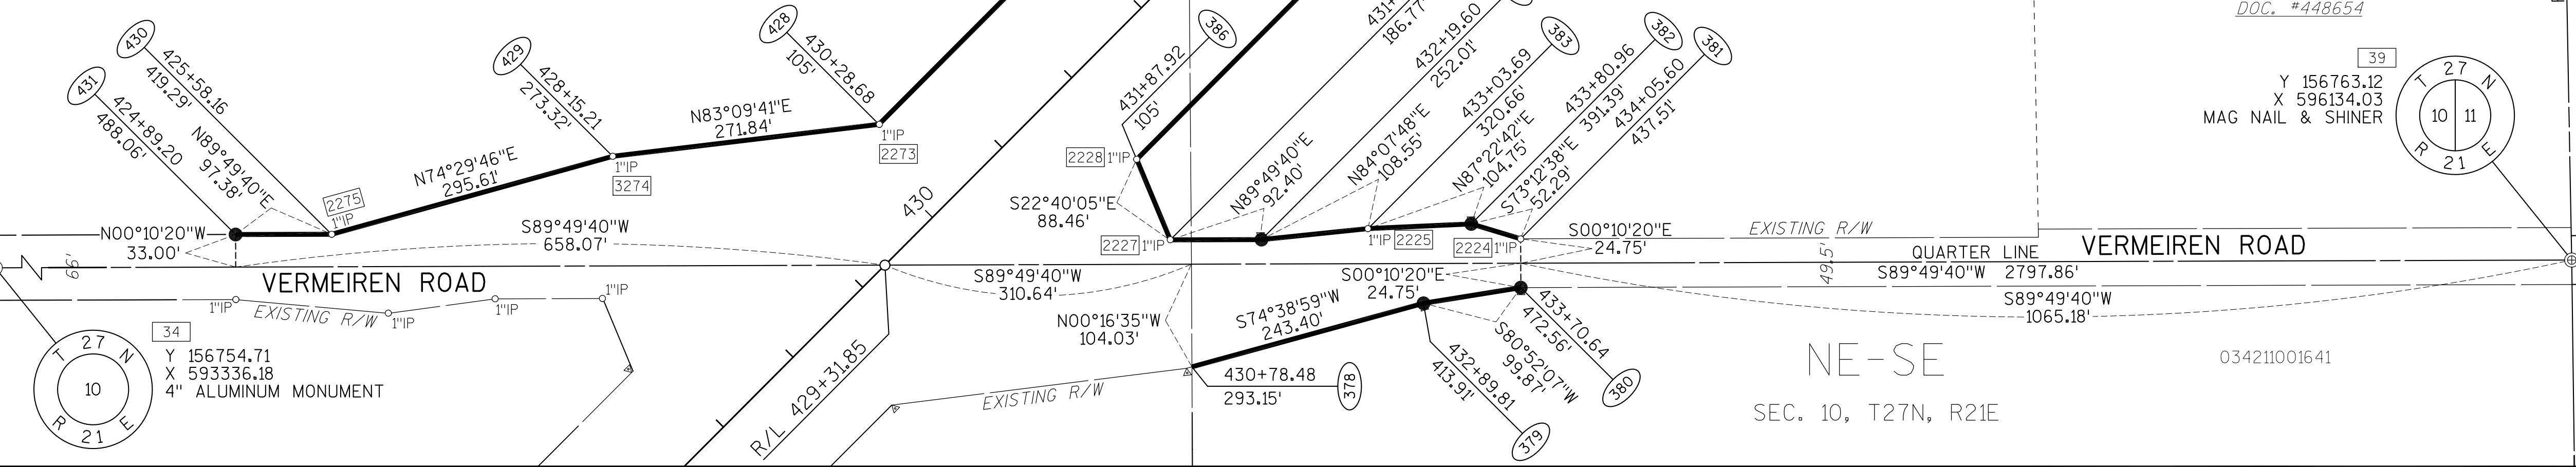 DOC. #448654
430
425+58.16
419.29'
431
424+89.20
488.06'
N89°49'40"E
97.38'
429
428+15.21
273.32'
428
430+28.68
105'
N83°09'41"E
271.84'
N74°29'46"E
295.61'
2275
1"IP
1"IP
3274
1"IP
2273
N00°10'20"W
33.00'
S89°49'40"W
658.07'
66'
VERMEIREN ROAD
1"IP
1"IP
1"IP
1"IP
EXISTING R/W
34
Y 156754.71
X 593336.18
4" ALUMINUM MONUMENT
T 27 N
10
R 21 E
430
R/L 429+31.85
386
431+87.92
105'
186.77'
432+19.60
252.01'
383
433+03.69
320.66'
382
433+80.96
391.39'
381
434+05.60
437.51'
2228 1"IP
S22°40'05"E
88.46'
2227 1"IP
N89°49'40"E
92.40'
N84°07'48"E
108.55'
N87°22'42"E
104.75'
S73°12'38"E
52.29'
1"IP 2225
2224 1"IP
S00°10'20"E
24.75'
S89°49'40"W
310.64'
S00°10'20"E
24.75'
N00°16'35"W
104.03'
S74°38'59"W
243.40'
EXISTING R/W
430+78.48
293.15'
378
432+89.81
413.91'
379
S80°52'07"W
99.87'
433+70.64
472.56'
380
EXISTING R/W
49.5'
QUARTER LINE
S89°49'40"W 2797.86'
VERMEIREN ROAD
S89°49'40"W
1065.18'
NE-SE
SEC. 10, T27N, R21E
034211001641
39
Y 156763.12
X 596134.03
MAG NAIL & SHINER
T 27 N
10 11
R 21 E